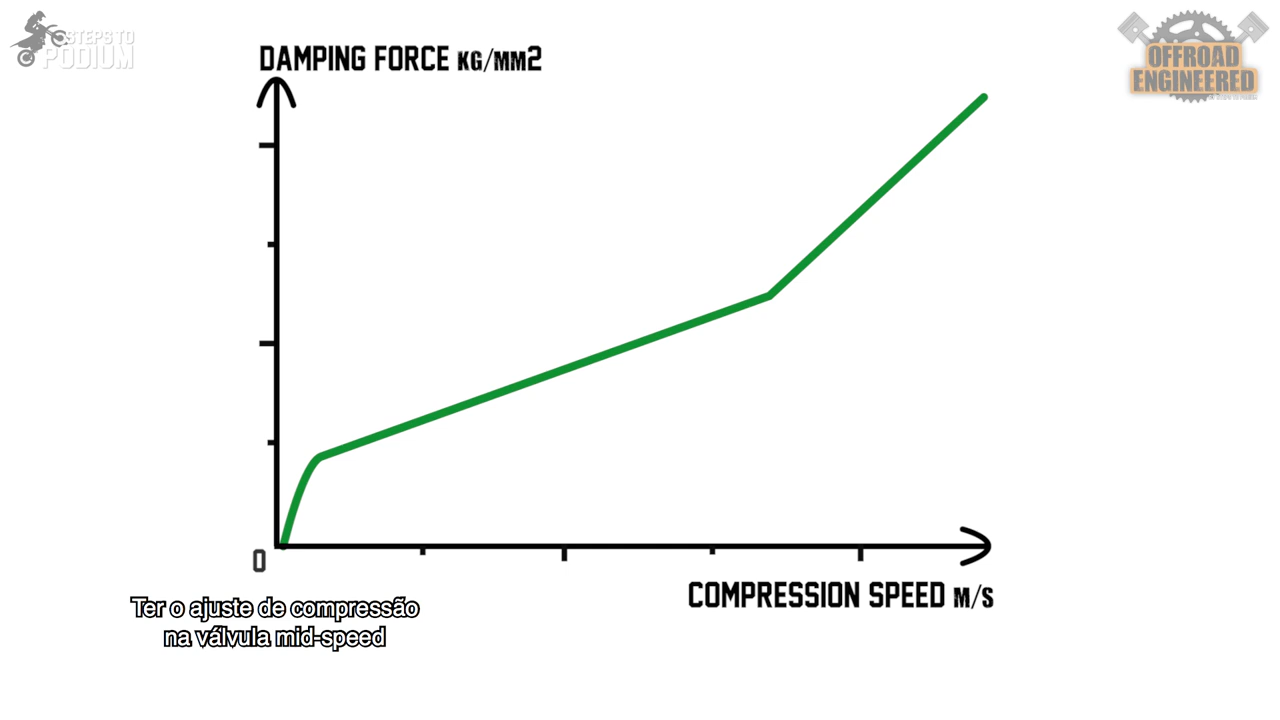 STEPS TO
PODIUM
OFFROAD
ENGINEERED
DAMPING FORCE KG/MM2
0
COMPRESSION SPEED M/S
Ter o ajuste de compressão
na válvula mid-speed